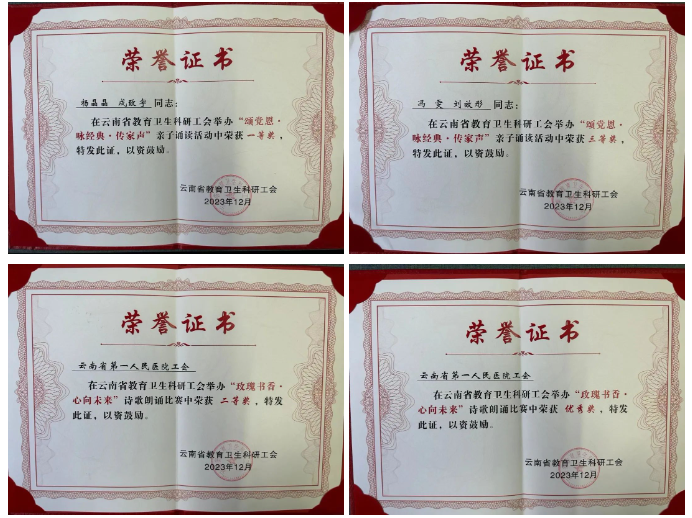 荣誉证书
杨晶晶 成致宇 同志：
在云南省教育卫生科研工会举办“颂党恩·
咏经典·传家声”亲子诵读活动中荣获 一等奖，
特发此证，以资鼓励。
云南省教育卫生科研工会
2023年12月
荣誉证书
冯雯 刘放彤 同志：
在云南省教育卫生科研工会举办“颂党恩·
咏经典·传家声”亲子诵读活动中荣获 三等奖，
特发此证，以资鼓励。
云南省教育卫生科研工会
2023年12月
荣誉证书
云南省第一人民医院工会
在云南省教育卫生科研工会举办“玫瑰书香·
心向未来”诗歌朗诵比赛中荣获 二等奖，特发
此证，以资鼓励。
云南省教育卫生科研工会
2023年12月
荣誉证书
云南省第一人民医院工会
在云南省教育卫生科研工会举办“玫瑰书香·
心向未来”诗歌朗诵比赛中荣获 优秀奖，特发
此证，以资鼓励。
云南省教育卫生科研工会
2023年12月